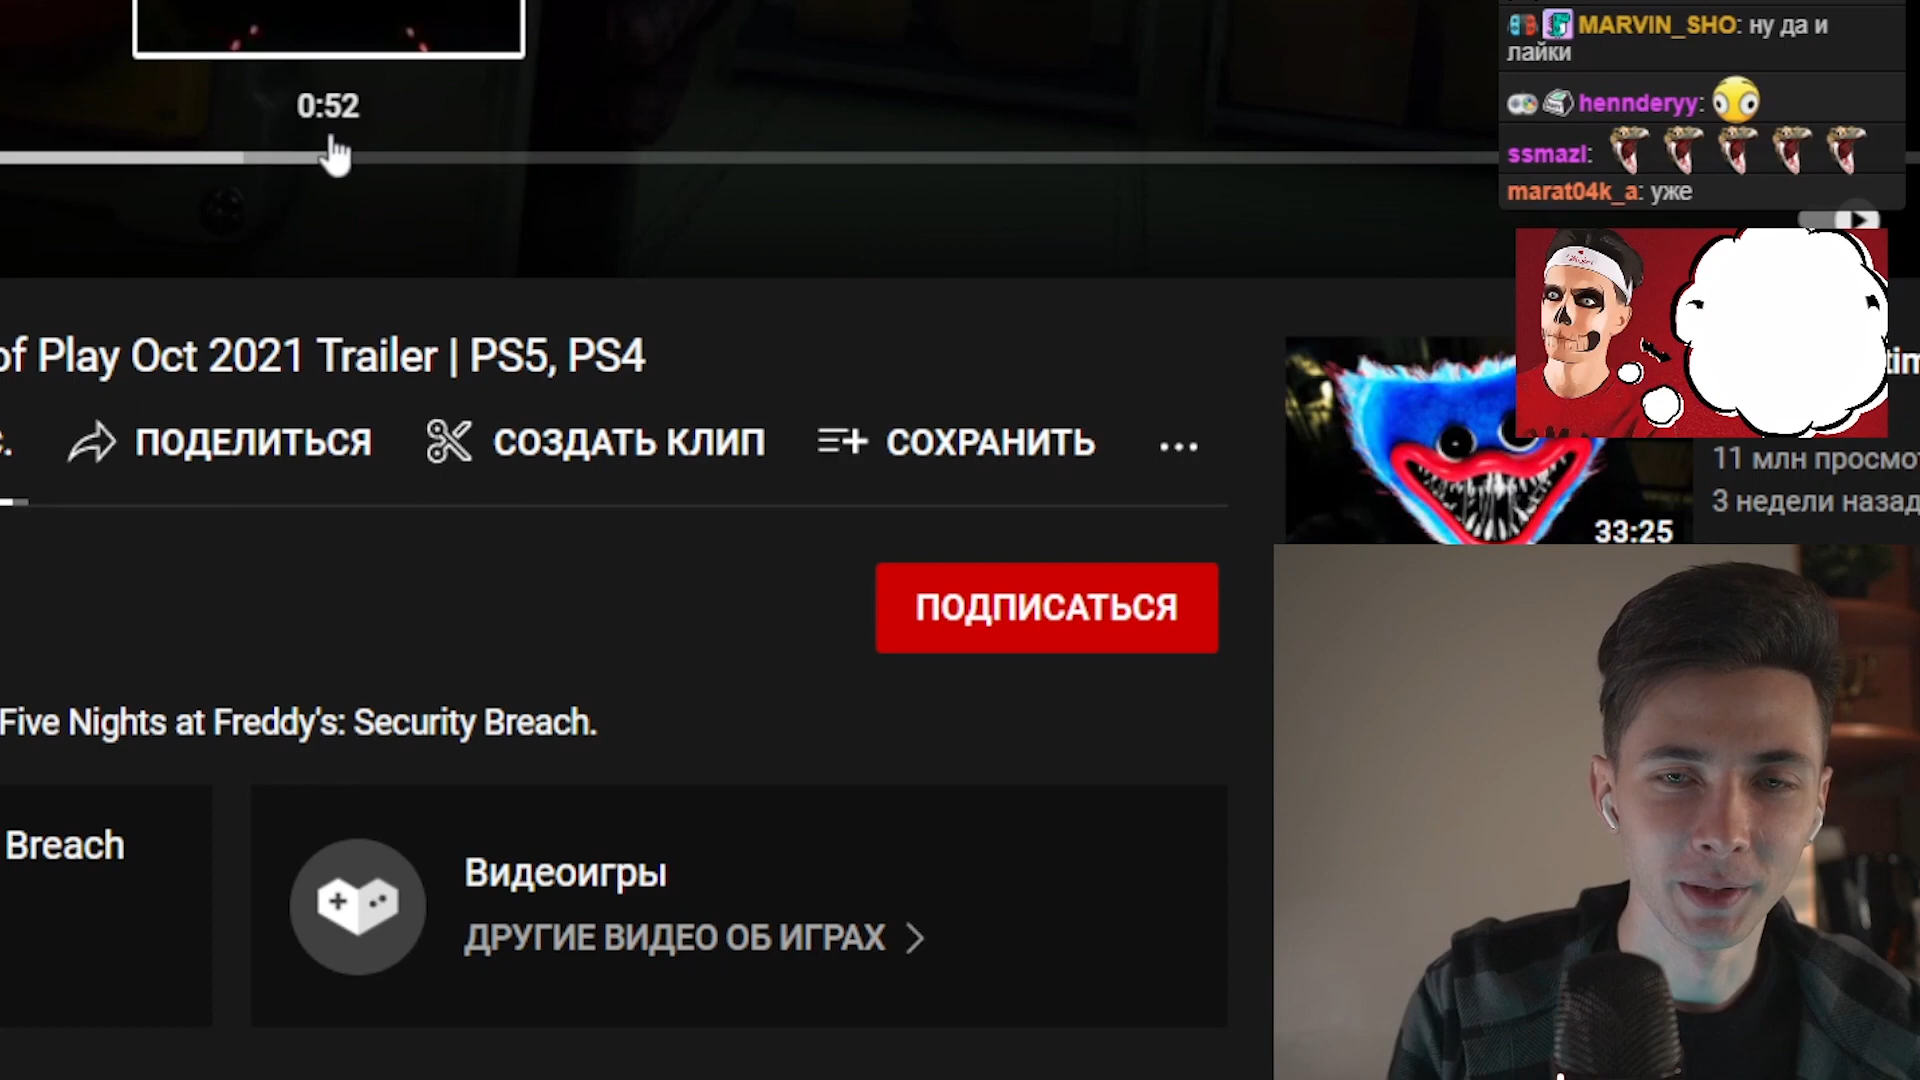 MARVIN_SHO: ну да и
лайки
hennderyy:
ssmazl:
marat04k_a: уже
0:52
of Play Oct 2021 Trailer | PS5, PS4
ПОДЕЛИТЬСЯ
СОЗДАТЬ КЛИП
СОХРАНИТЬ
...
11 млн просмо
3 недели назад
33:25
ПОДПИСАТЬСЯ
Five Nights at Freddy's: Security Breach.
Breach
Видеоигры
ДРУГИЕ ВИДЕО ОБ ИГРАХ